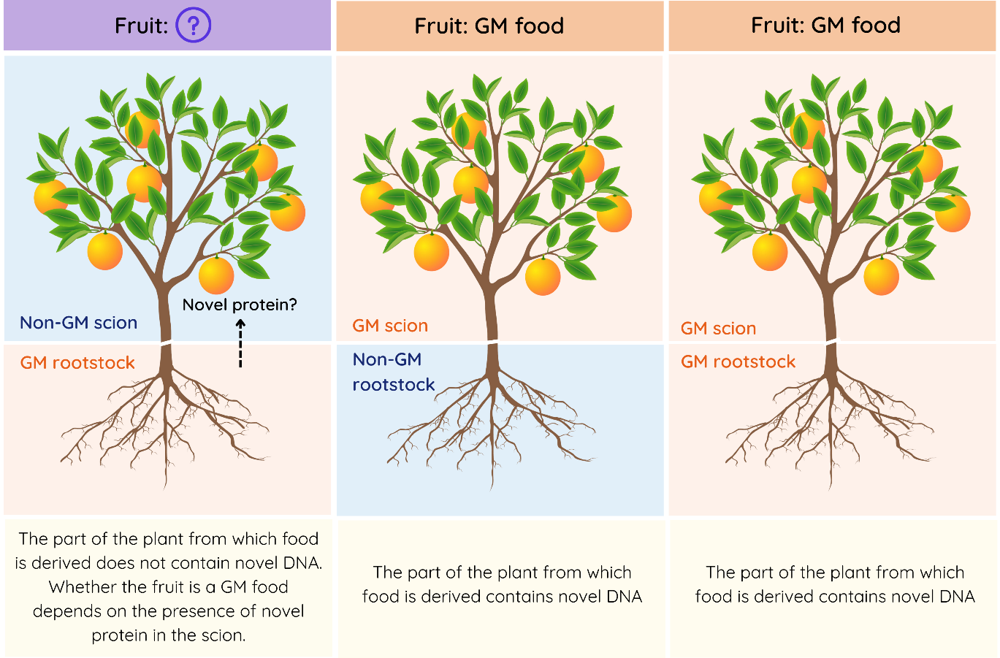 Fruit: ?
Fruit: GM food
Fruit: GM food
Novel protein?
Non-GM scion
GM rootstock
GM scion
Non-GM
rootstock
GM scion
GM rootstock
The part of the plant from which food
is derived does not contain novel DNA.
Whether the fruit is a GM food
depends on the presence of novel
protein in the scion.
The part of the plant from which
food is derived contains novel DNA
The part of the plant from which
food is derived contains novel DNA